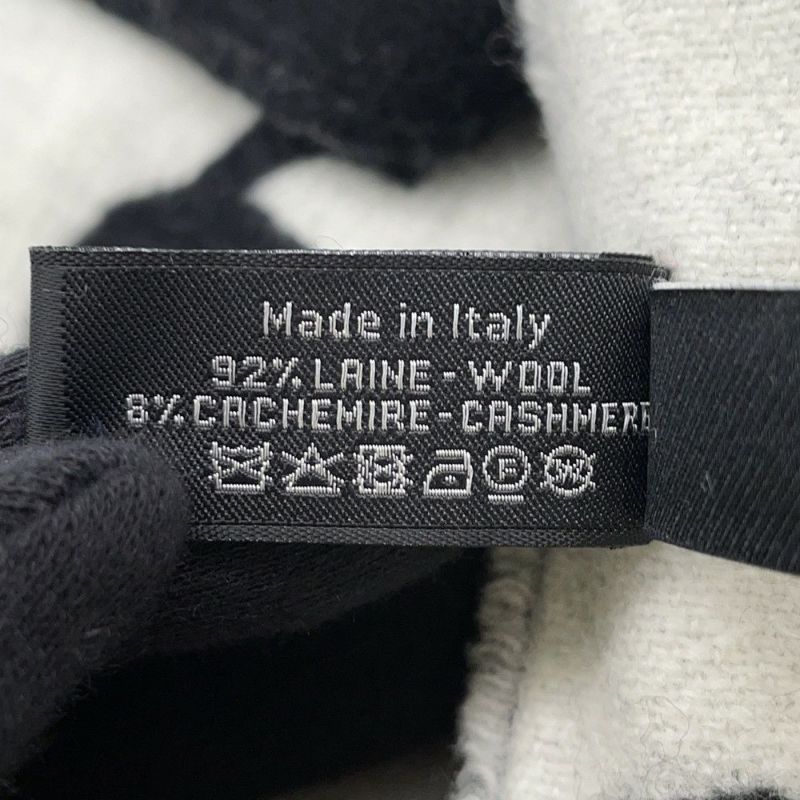 Made in Italy
92% LAINE - WOOL
8% CACHEMIRE - CASHMERE
F W